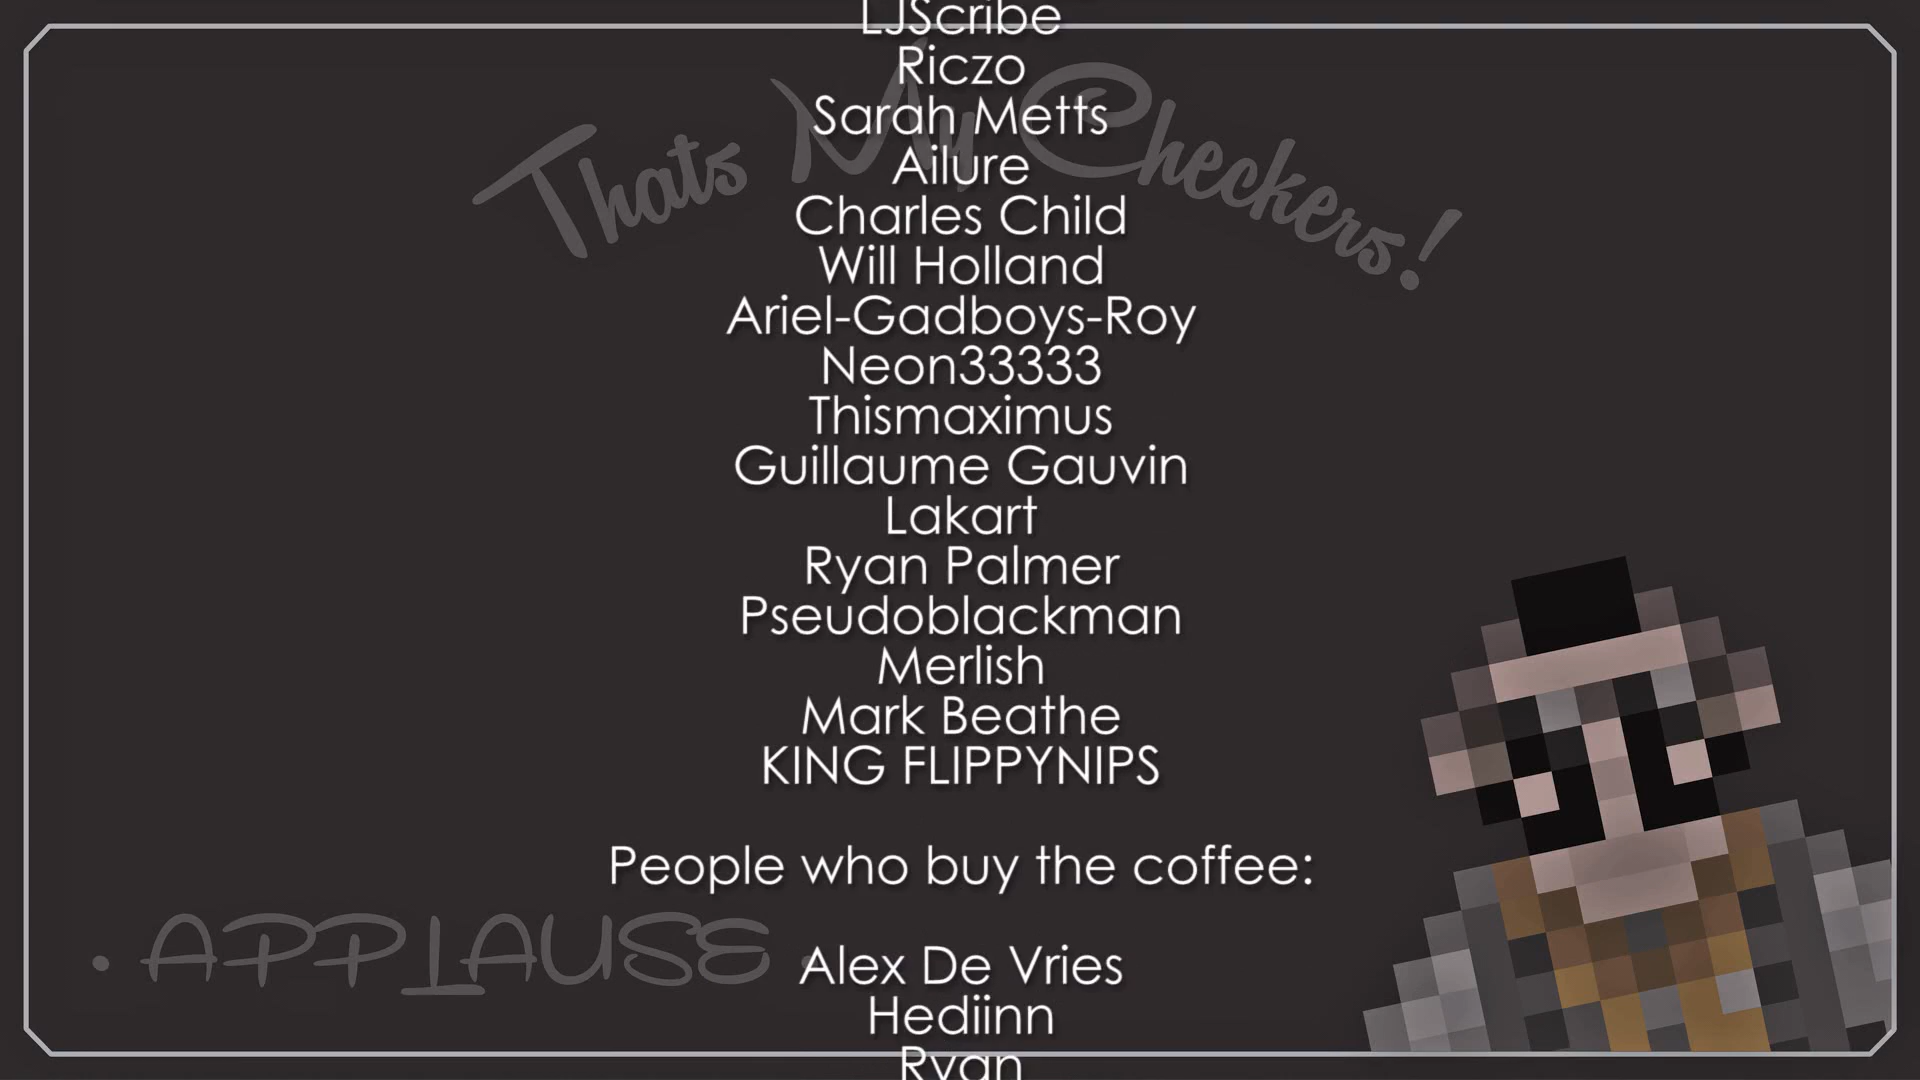 LJScribe
Riczo
Thats My Checkers!
Sarah Metts
Ailure
Charles Child
Will Holland
Ariel-Gadboys-Roy
Neon33333
Thismaximus
Guillaume Gauvin
Lakart
Ryan Palmer
Pseudoblackman
Merlish
Mark Beathe
KING FLIPPYNIPS
People who buy the coffee:
. APPLAUSE .
Alex De Vries
Hediinn
Ryan